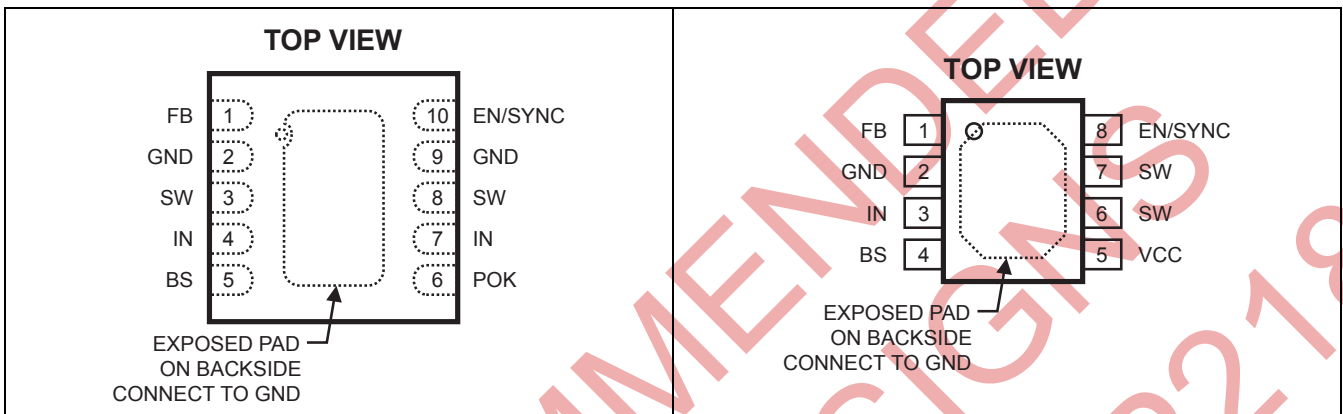 TOP VIEW
FB 1 10 EN/SYNC
GND 2 9 GND
SW 3 8 SW
IN 4 7 IN
BS 5 6 POK
EXPOSED PAD
ON BACKSIDE
CONNECT TO GND
TOP VIEW
FB 1 8 EN/SYNC
GND 2 7 SW
IN 3 6 SW
BS 4 5 VCC
EXPOSED PAD
ON BACKSIDE
CONNECT TO GND